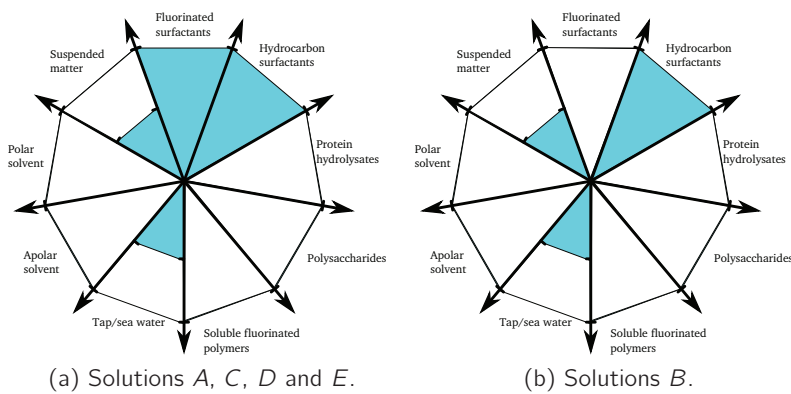 Fluorinated
surfactants
Hydrocarbon
surfactants
Protein
hydrolysates
Polysaccharides
Soluble fluorinated
polymers
Tap/sea water
Apolar
solvent
Polar
solvent
Suspended
matter
(a) Solutions A, C, D and E.
Fluorinated
surfactants
Hydrocarbon
surfactants
Protein
hydrolysates
Polysaccharides
Soluble fluorinated
polymers
Tap/sea water
Apolar
solvent
Polar
solvent
Suspended
matter
(b) Solutions B.